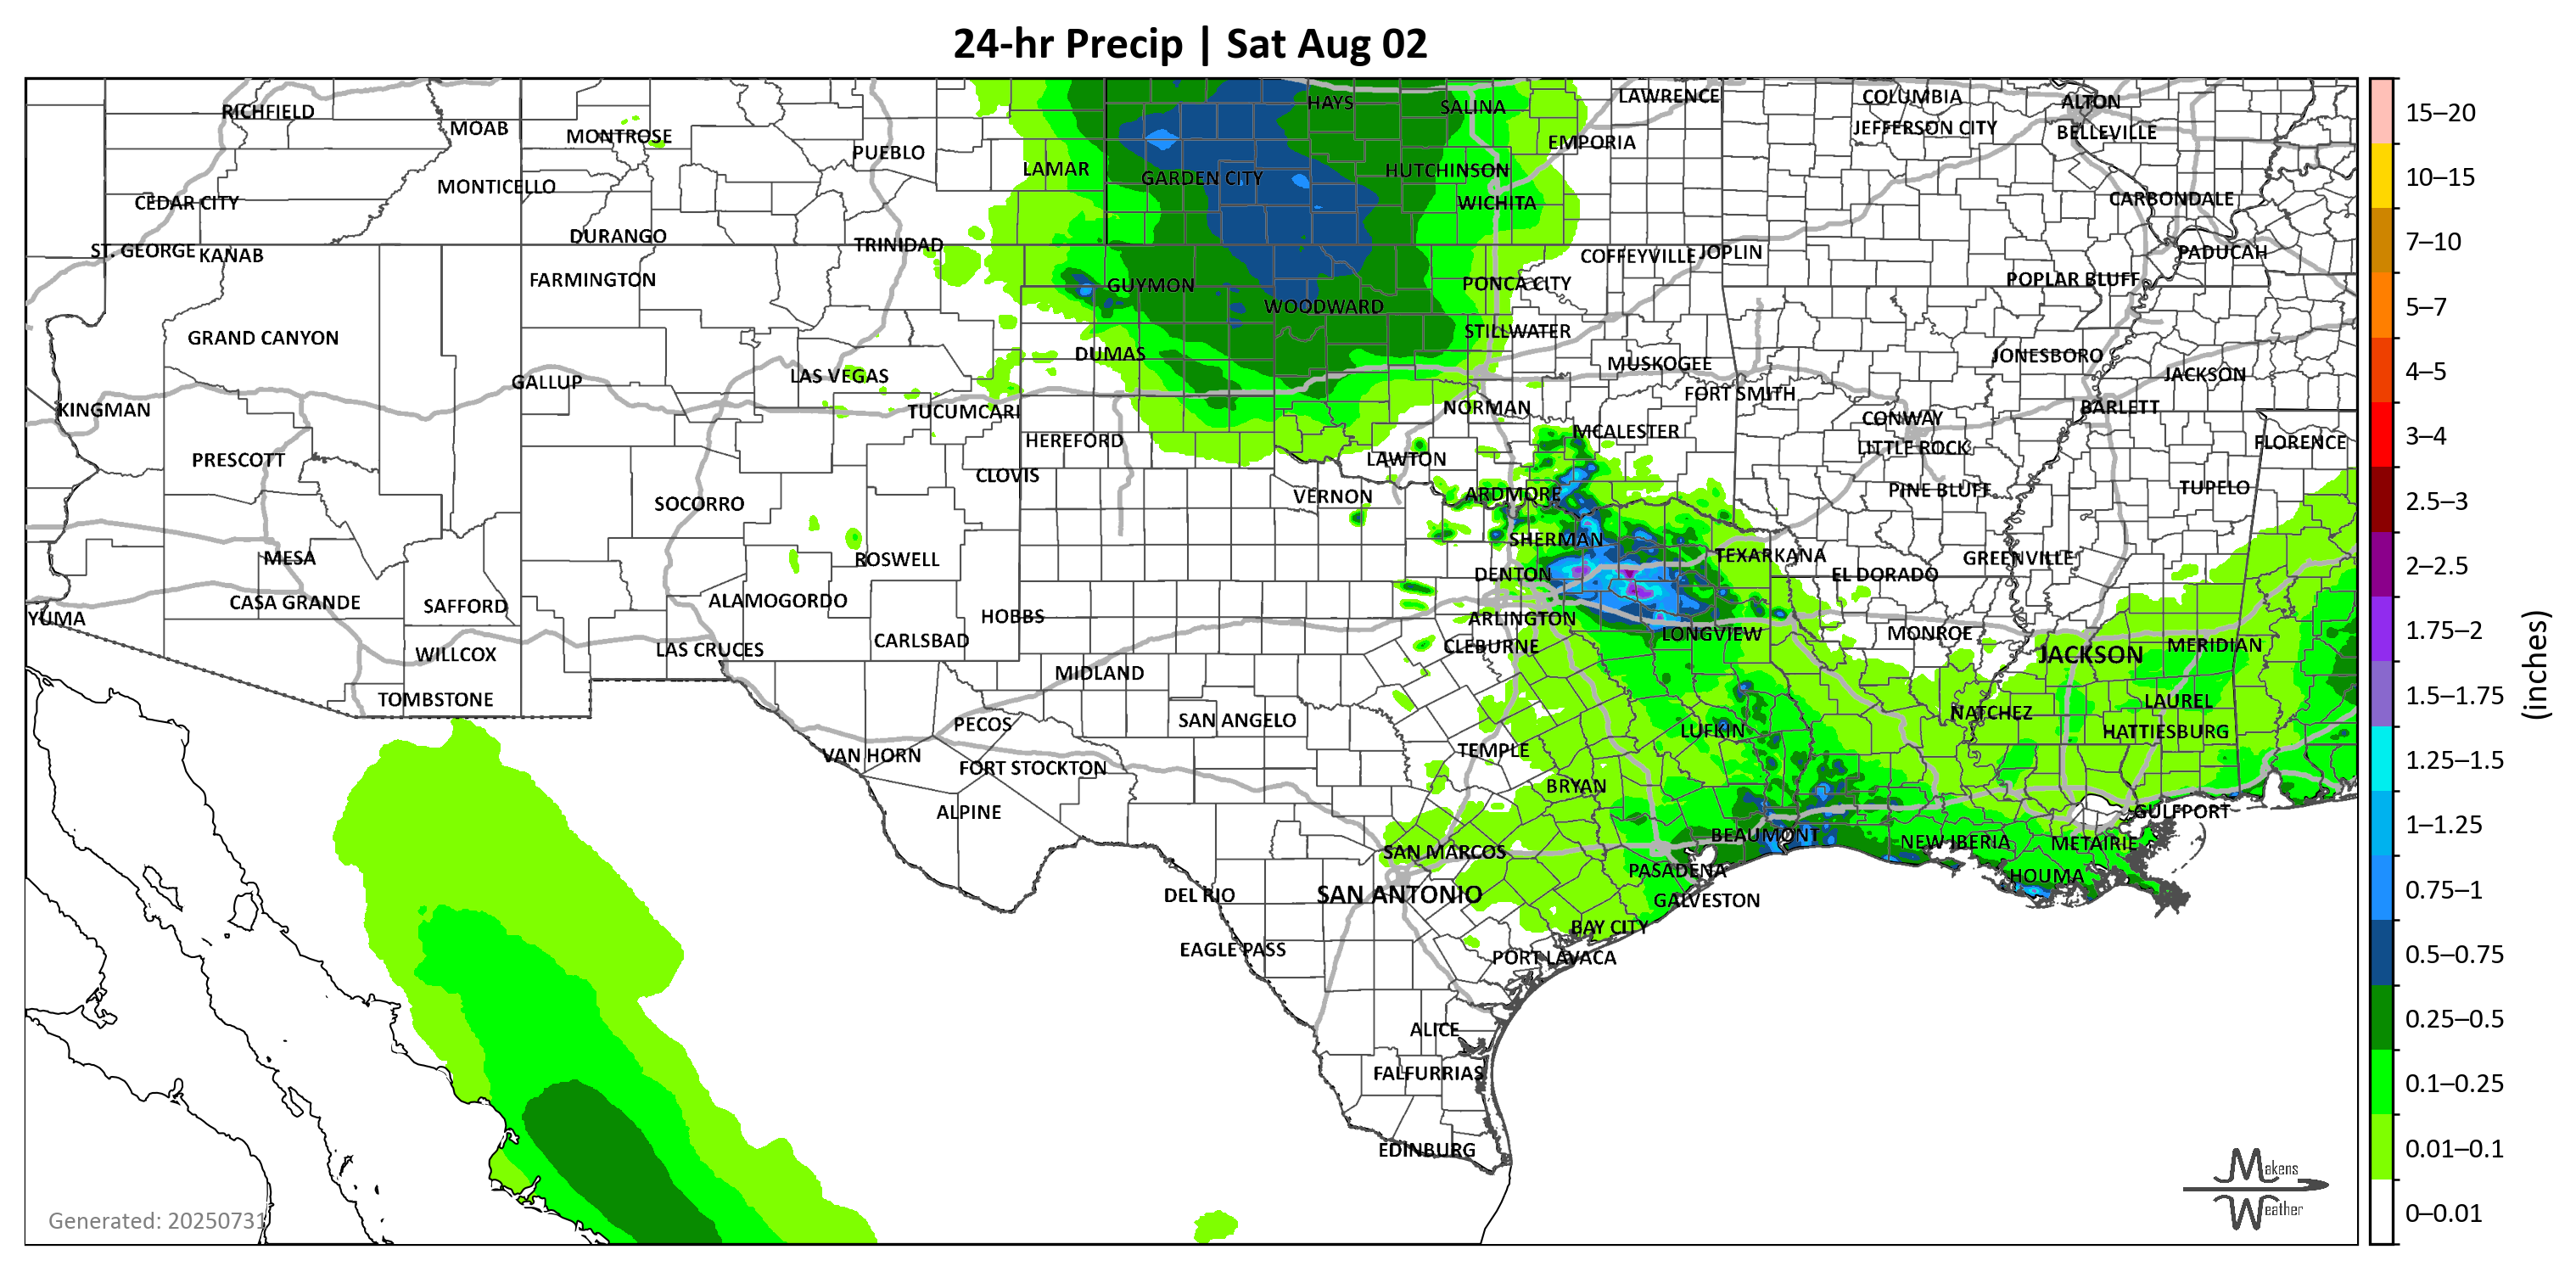 24-hr Precip | Sat Aug 02
RICHFIELD
MOAB
MONTROSE
PUEBLO
LAMAR
HAYS
SALINA
LAWRENCE
COLUMBIA
ALTON
EMPORIA
JEFFERSON CITY
BELLEVILLE
MONTICELLO
GARDEN CITY
HUTCHINSON
CEDAR CITY
WICHITA
CARBONDALE
DURANGO
TRINIDAD
ST. GEORGE
KANAB
COFFEYVILLE
JOPLIN
PADUCAH
FARMINGTON
GUYMON
PONCA CITY
POPLAR BLUFF
WOODWARD
GRAND CANYON
STILLWATER
DUMAS
MUSKOGEE
JONESBORO
GALLUP
LAS VEGAS
FORT SMITH
JACKSON
KINGMAN
TUCUMCARI
NORMAN
CONWAY
BARLETT
HEREFORD
MCALESTER
LITTLE ROCK
FLORENCE
PRESCOTT
LAWTON
CLOVIS
SOCORRO
VERNON
ARDMORE
PINE BLUFF
TUPELO
MESA
ROSWELL
SHERMAN
TEXARKANA
GREENVILLE
DENTON
EL DORADO
CASA GRANDE
SAFFORD
ALAMOGORDO
HOBBS
YUMA
ARLINGTON
WILLCOX
LAS CRUCES
CARLSBAD
CLEBURNE
LONGVIEW
MONROE
JACKSON
MERIDIAN
MIDLAND
TOMBSTONE
PECOS
SAN ANGELO
NATCHEZ
LAUREL
VAN HORN
FORT STOCKTON
TEMPLE
LUFKIN
HATTIESBURG
ALPINE
BRYAN
GULFPORT
SAN MARCOS
BEAUMONT
NEW IBERIA
METAIRIE
DEL RIO
SAN ANTONIO
PASADENA
HOUMA
GALVESTON
EAGLE PASS
BAY CITY
PORT LAVACA
ALICE
FALFURRIAS
EDINBURG
Generated: 20250731
Makens
Weather
15–20
10–15
7–10
5–7
4–5
3–4
2.5–3
2–2.5
1.75–2
1.5–1.75
1.25–1.5
1–1.25
0.75–1
0.5–0.75
0.25–0.5
0.1–0.25
0.01–0.1
0–0.01
(inches)